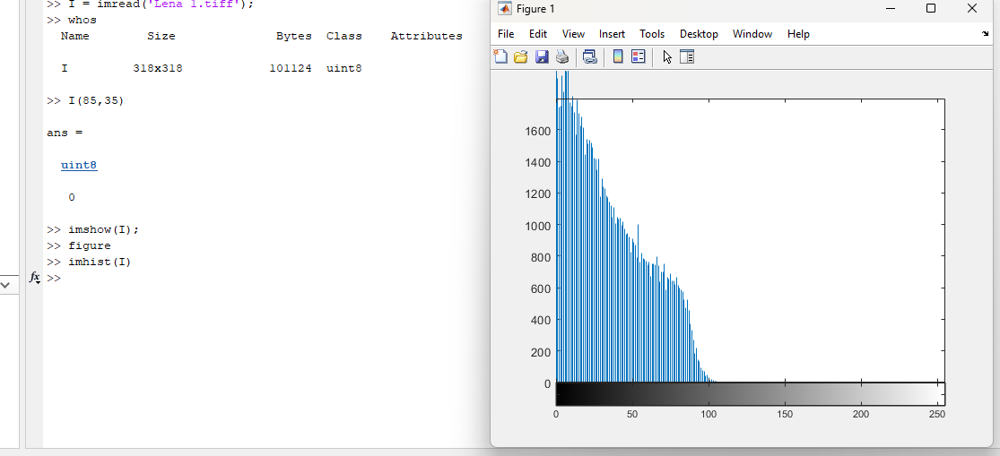 >> I = imread('Lena 1.tiff');
>> whos
Name Size Bytes Class Attributes
I 318x318 101124 uint8
>> I(85,35)
ans =
uint8
0
>> imshow(I);
>> figure
>> imhist(I)
fx >>
Figure 1
File Edit View Insert Tools Desktop Window Help
1600
1400
1200
1000
800
600
400
200
0
0 50 100 150 200 250